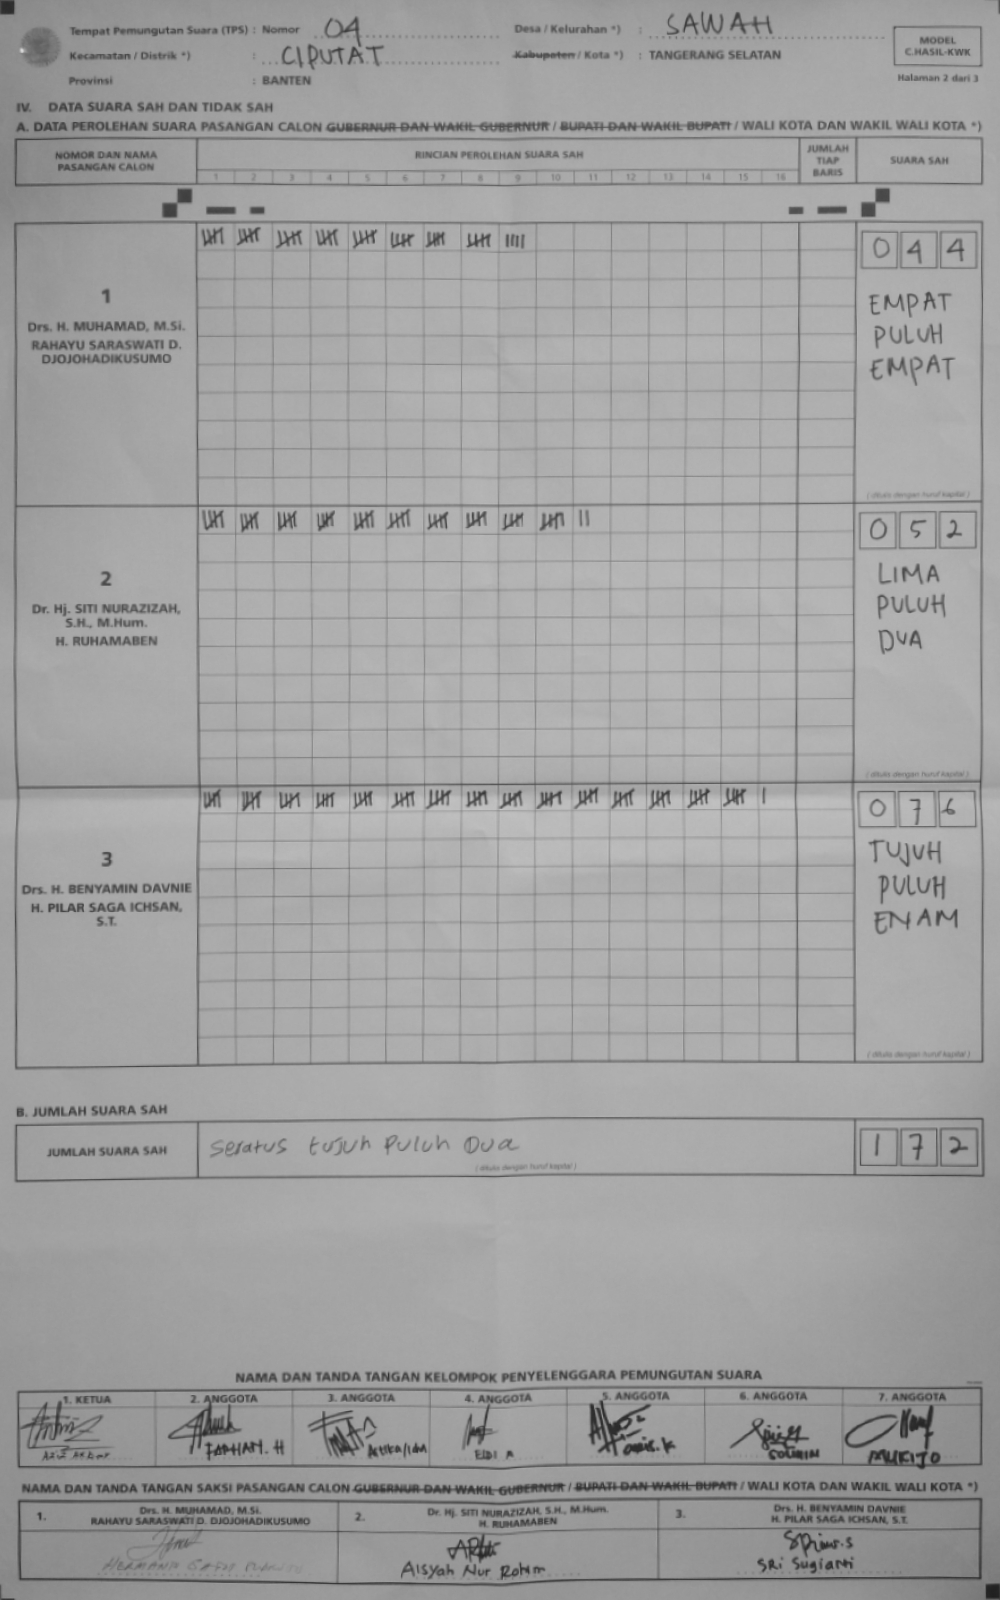 Tempat Pemungutan Suara (TPS) : Nomor 04 Desa / Kelurahan *) : SAWAH
Kecamatan / Distrik *) : CIPUTAT Kabupaten / Kota *) : TANGERANG SELATAN
Provinsi : BANTEN
MODEL
C.HASIL-KWK
Halaman 2 dari 3
IV. DATA SUARA SAH DAN TIDAK SAH
A. DATA PEROLEHAN SUARA PASANGAN CALON GUBERNUR DAN WAKIL GUBERNUR / BUPATI DAN WAKIL BUPATI / WALI KOTA DAN WAKIL WALI KOTA *)
NOMOR DAN NAMA
PASANGAN CALON
RINCIAN PEROLEHAN SUARA SAH
1 2 3 4 5 6 7 8 9 10 11 12 13 14 15 16
JUMLAH
TIAP
BARIS
SUARA SAH
1
Drs. H. MUHAMAD, M.Si.
RAHAYU SARASWATI D.
DJOJOHADIKUSUMO
0 4 4
EMPAT
PULUH
EMPAT
( ditulis dengan huruf kapital )
2
Dr. Hj. SITI NURAZIZAH,
S.H., M.Hum.
H. RUHAMABEN
0 5 2
LIMA
PULUH
DUA
( ditulis dengan huruf kapital )
3
Drs. H. BENYAMIN DAVNIE
H. PILAR SAGA ICHSAN,
S.T.
0 7 6
TUJUH
PULUH
ENAM
( ditulis dengan huruf kapital )
B. JUMLAH SUARA SAH
JUMLAH SUARA SAH seratus tujuh puluh Dua 1 7 2
( ditulis dengan huruf kapital )
NAMA DAN TANDA TANGAN KELOMPOK PENYELENGGARA PEMUNGUTAN SUARA
1. KETUA 2. ANGGOTA 3. ANGGOTA 4. ANGGOTA 5. ANGGOTA 6. ANGGOTA 7. ANGGOTA
FARHAN. H
MUKIJO
NAMA DAN TANDA TANGAN SAKSI PASANGAN CALON GUBERNUR DAN WAKIL GUBERNUR / BUPATI DAN WAKIL BUPATI / WALI KOTA DAN WAKIL WALI KOTA *)
1. Drs. H. MUHAMAD, M.Si.
RAHAYU SARASWATI D. DJOJOHADIKUSUMO
2. Dr. Hj. SITI NURAZIZAH, S.H., M.Hum.
H. RUHAMABEN
3. Drs. H. BENYAMIN DAVNIE
H. PILAR SAGA ICHSAN, S.T.
Aisyah Nur Rohim
SRi Sugianti